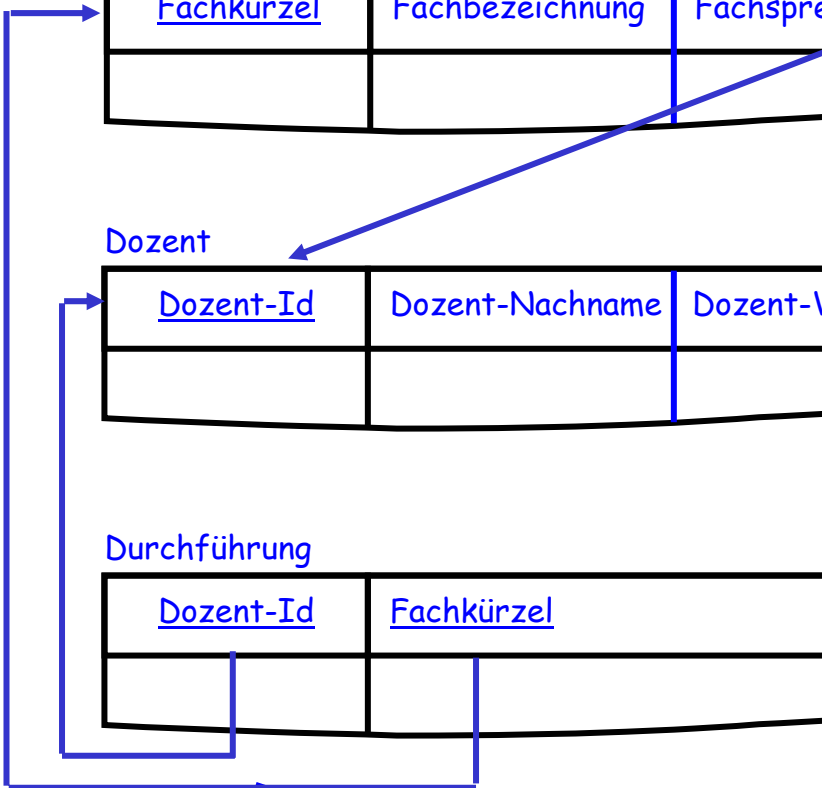 Fachkürzel Fachbezeichnung
Dozent
Dozent-Id Dozent-Nachname
Durchführung
Dozent-Id Fachkürzel